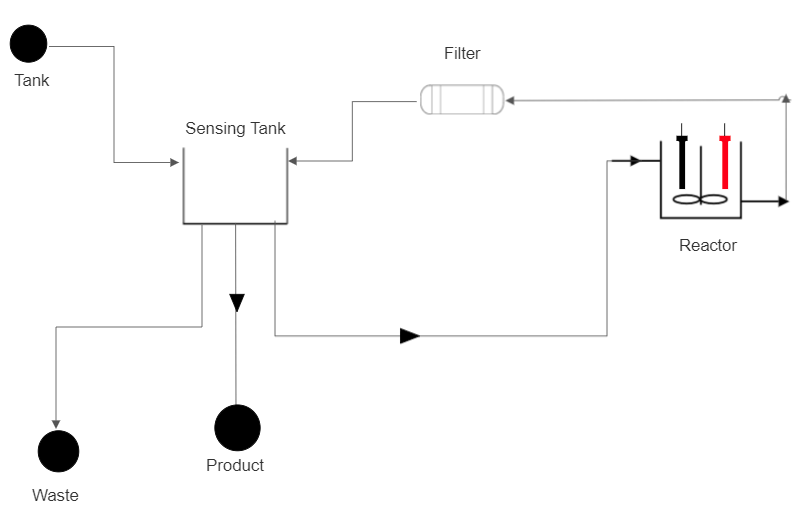 Filter
Tank
Sensing Tank
Reactor
Product
Waste